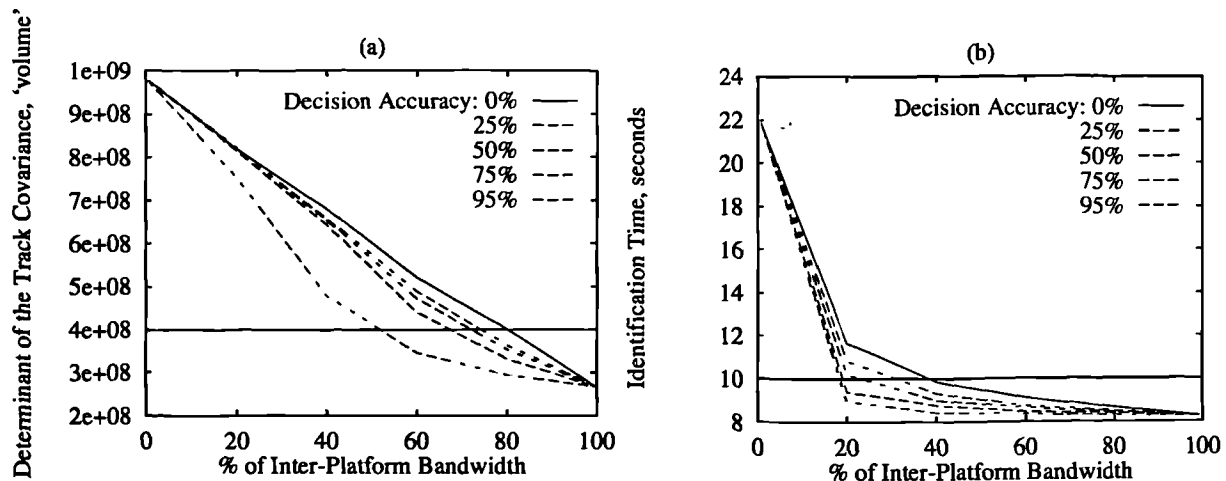 (a)
Determinant of the Track Covariance, 'volume'
1e+09
9e+08
8e+08
7e+08
6e+08
5e+08
4e+08
3e+08
2e+08
Decision Accuracy: 0%
25%
50%
75%
95%
0 20 40 60 80 100
% of Inter-Platform Bandwidth
(b)
Identification Time, seconds
24
22
20
18
16
14
12
10
8
Decision Accuracy: 0%
25%
50%
75%
95%
0 20 40 60 80 100
% of Inter-Platform Bandwidth